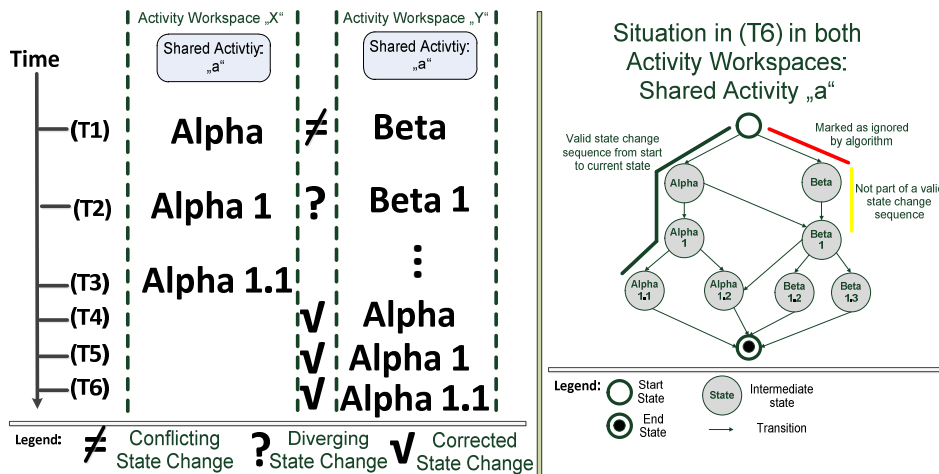 Activity Workspace „X"
Activity Workspace „Y"
Shared Activtiy:
„a"
Shared Activtiy:
„a"
Time
(T1)
Alpha
≠
Beta
(T2)
Alpha 1
?
Beta 1
⋮
(T3)
Alpha 1.1
(T4)
√
Alpha
(T5)
√
Alpha 1
(T6)
√
Alpha 1.1
Legend:
≠
Conflicting
State Change
?
Diverging
State Change
√
Corrected
State Change
Situation in (T6) in both
Activity Workspaces:
Shared Activity „a"
Valid state change
sequence from start
to current state
Marked as ignored
by algorithm
Not part of a valid
state change
sequence
Alpha
Beta
Alpha
1
Beta
1
Alpha
1.1
Alpha
1.2
Beta
1.2
Beta
1.3
Legend:
Start
State
State
Intermediate
state
End
State
Transition